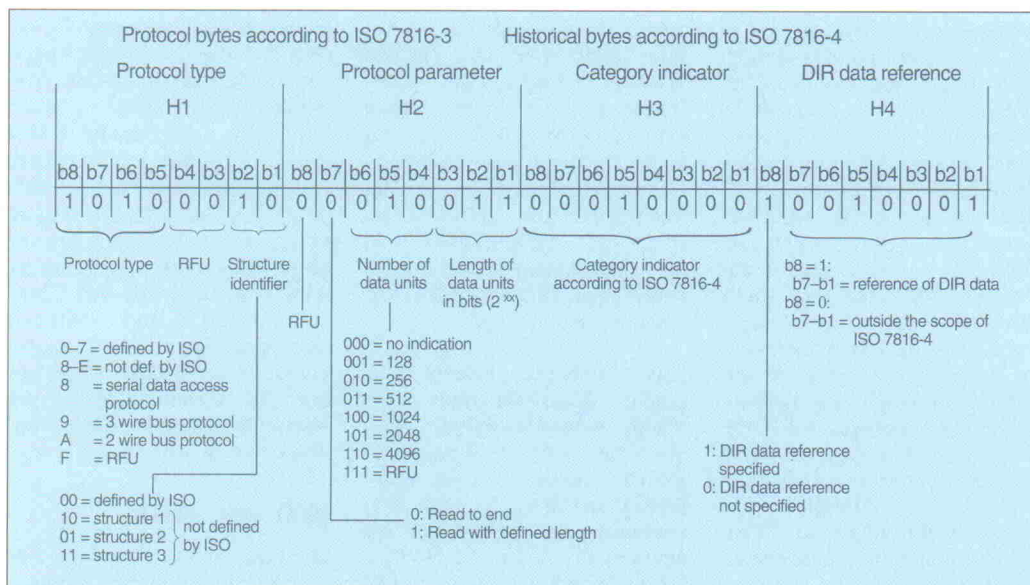 Protocol bytes according to ISO 7816-3 Historical bytes according to ISO 7816-4
Protocol type Protocol parameter Category indicator DIR data reference
H1 H2 H3 H4
b8 b7 b6 b5 b4 b3 b2 b1 b8 b7 b6 b5 b4 b3 b2 b1 b8 b7 b6 b5 b4 b3 b2 b1 b8 b7 b6 b5 b4 b3 b2 b1
1 0 1 0 0 0 1 0 0 0 0 1 0 0 1 1 0 0 0 1 0 0 0 0 1 0 0 1 0 0 0 1
Protocol type
RFU
Structure
identifier
RFU
Number of
data units
Length of
data units
in bits (2 xx)
Category indicator
according to ISO 7816-4
b8 = 1:
b7–b1 = reference of DIR data
b8 = 0:
b7–b1 = outside the scope of
ISO 7816-4
0–7 = defined by ISO
8–E = not def. by ISO
8 = serial data access
protocol
9 = 3 wire bus protocol
A = 2 wire bus protocol
F = RFU
000 = no indication
001 = 128
010 = 256
011 = 512
100 = 1024
101 = 2048
110 = 4096
111 = RFU
1: DIR data reference
specified
0: DIR data reference
not specified
00 = defined by ISO
10 = structure 1
01 = structure 2
11 = structure 3
not defined
by ISO
0: Read to end
1: Read with defined length